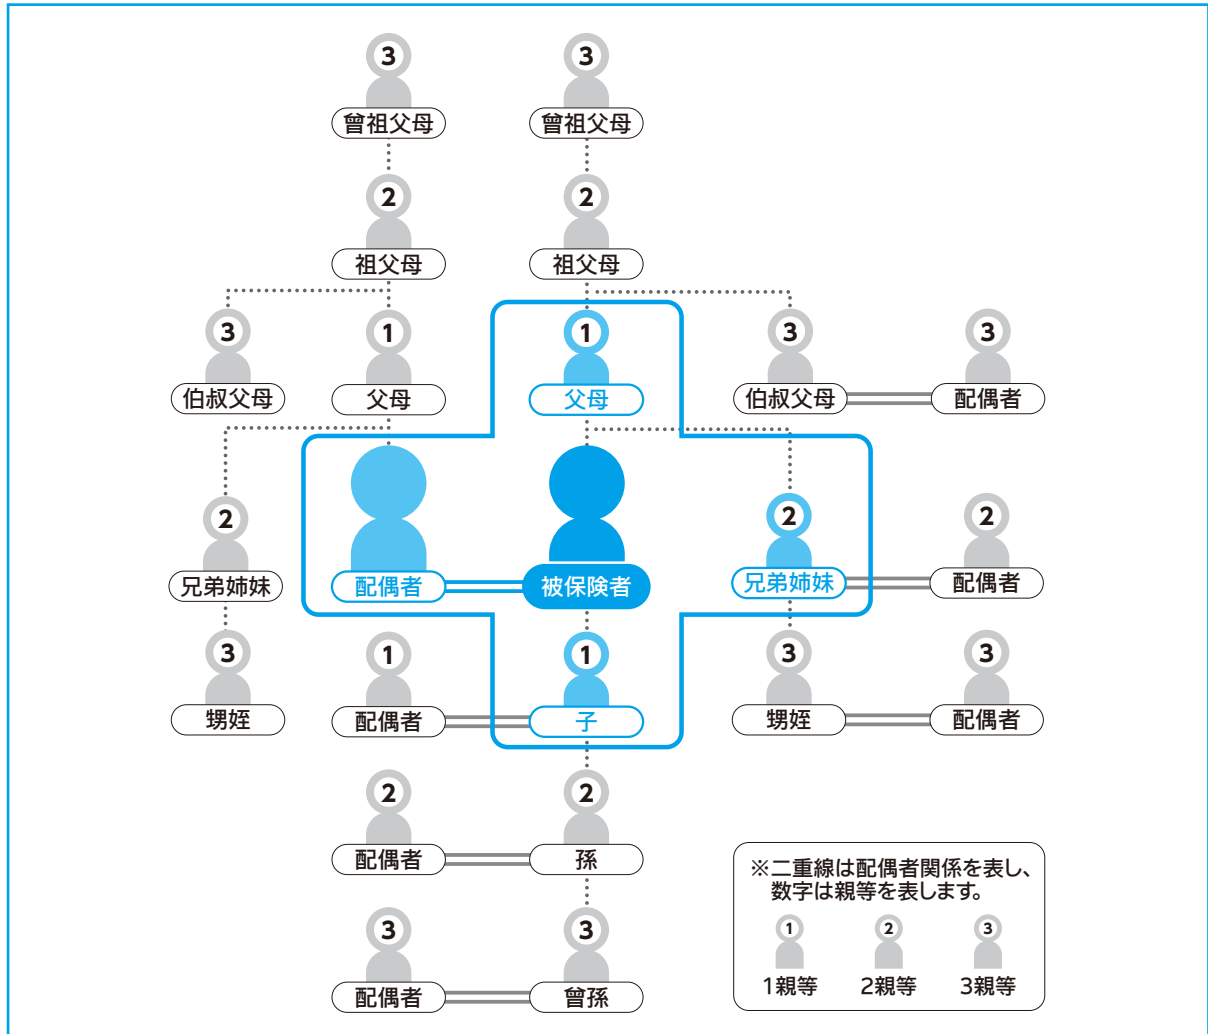 3
3
曾祖父母
曾祖父母
2
2
祖父母
祖父母
3
1
1
3
3
伯叔父母
父母
父母
伯叔父母
配偶者
2
2
2
兄弟姉妹
配偶者
被保険者
兄弟姉妹
配偶者
3
1
1
3
3
甥姪
配偶者
子
甥姪
配偶者
2
2
配偶者
孫
3
3
配偶者
曾孫
※二重線は配偶者関係を表し、
数字は親等を表します。
1
2
3
1親等
2親等
3親等